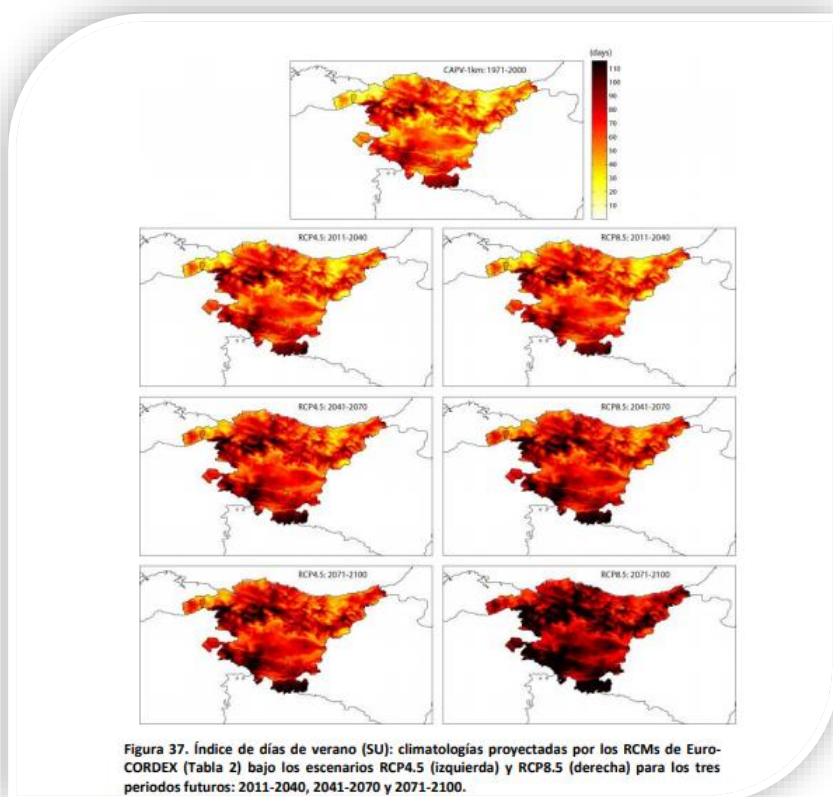 (days)
CAPV-1km: 1971-2000
110
100
90
80
70
60
50
40
30
20
10
RCP4.5: 2011-2040
RCP8.5: 2011-2040
RCP4.5: 2041-2070
RCP8.5: 2041-2070
RCP4.5: 2071-2100
RCP8.5: 2071-2100
Figura 37. Índice de días de verano (SU): climatologías proyectadas por los RCMs de Euro-
CORDEX (Tabla 2) bajo los escenarios RCP4.5 (izquierda) y RCP8.5 (derecha) para los tres
periodos futuros: 2011-2040, 2041-2070 y 2071-2100.